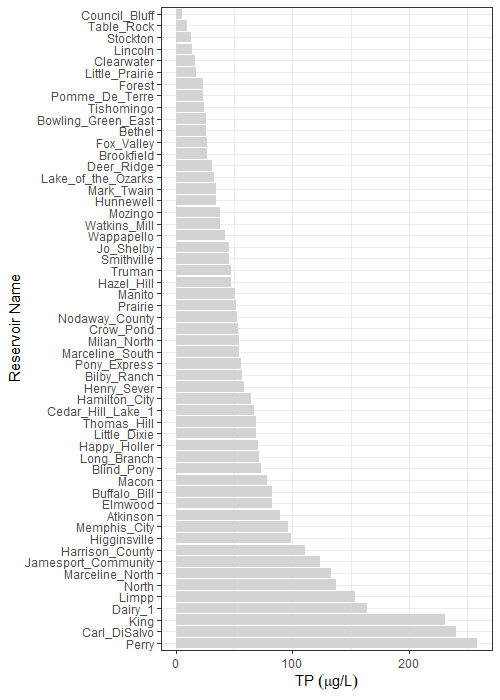 Council_Bluff
Table_Rock
Stockton
Lincoln
Clearwater
Little_Prairie
Forest
Pomme_De_Terre
Tishomingo
Bowling_Green_East
Bethel
Fox_Valley
Brookfield
Deer_Ridge
Lake_of_the_Ozarks
Mark_Twain
Hunnewell
Mozingo
Watkins_Mill
Wappapello
Jo_Shelby
Smithville
Truman
Hazel_Hill
Manito
Prairie
Nodaway_County
Crow_Pond
Milan_North
Marceline_South
Pony_Express
Bilby_Ranch
Henry_Sever
Hamilton_City
Cedar_Hill_Lake_1
Thomas_Hill
Little_Dixie
Happy_Holler
Long_Branch
Blind_Pony
Macon
Buffalo_Bill
Elmwood
Atkinson
Memphis_City
Higginsville
Harrison_County
Jamesport_Community
Marceline_North
North
Limpp
Dairy_1
King
Carl_DiSalvo
Perry
Reservoir Name
0 100 200
TP (μg/L)